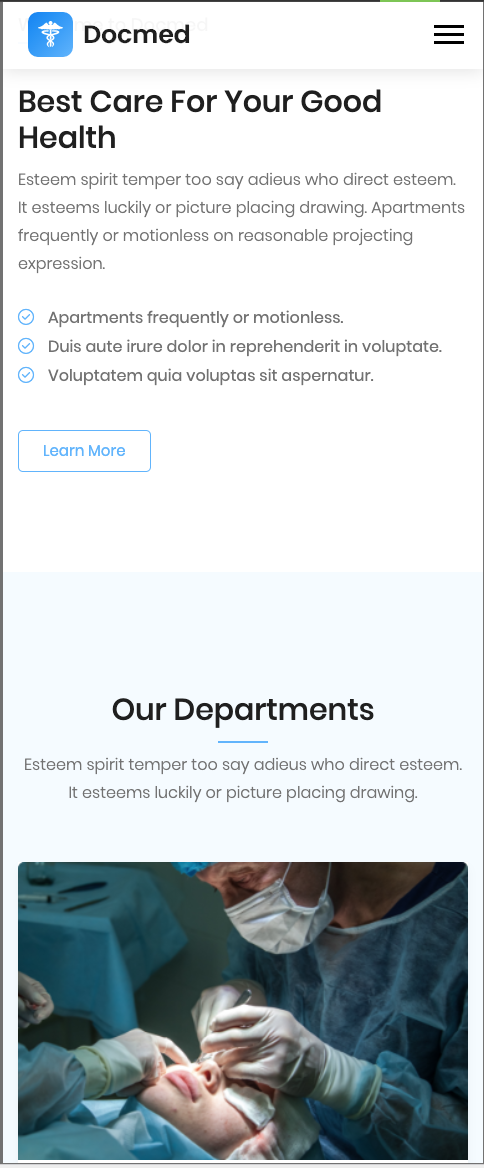 Welcome to Docmed
Docmed
Best Care For Your Good
Health
Esteem spirit temper too say adieus who direct esteem.
It esteems luckily or picture placing drawing. Apartments
frequently or motionless on reasonable projecting
expression.
Apartments frequently or motionless.
Duis aute irure dolor in reprehenderit in voluptate.
Voluptatem quia voluptas sit aspernatur.
Learn More
Our Departments
Esteem spirit temper too say adieus who direct esteem.
It esteems luckily or picture placing drawing.